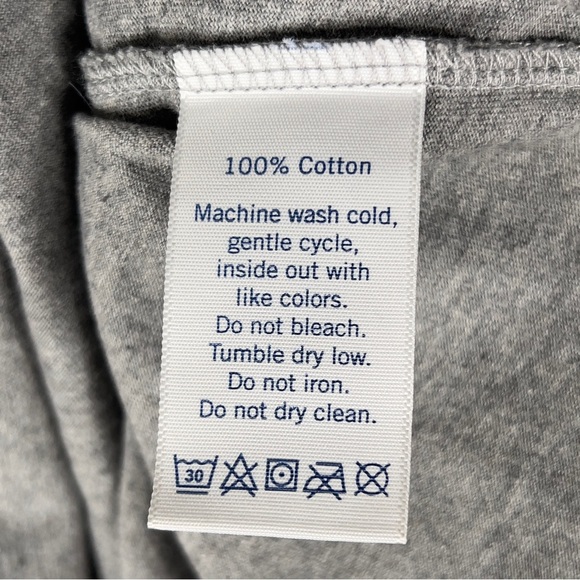 100% Cotton
Machine wash cold,
gentle cycle,
inside out with
like colors.
Do not bleach.
Tumble dry low.
Do not iron.
Do not dry clean.
30